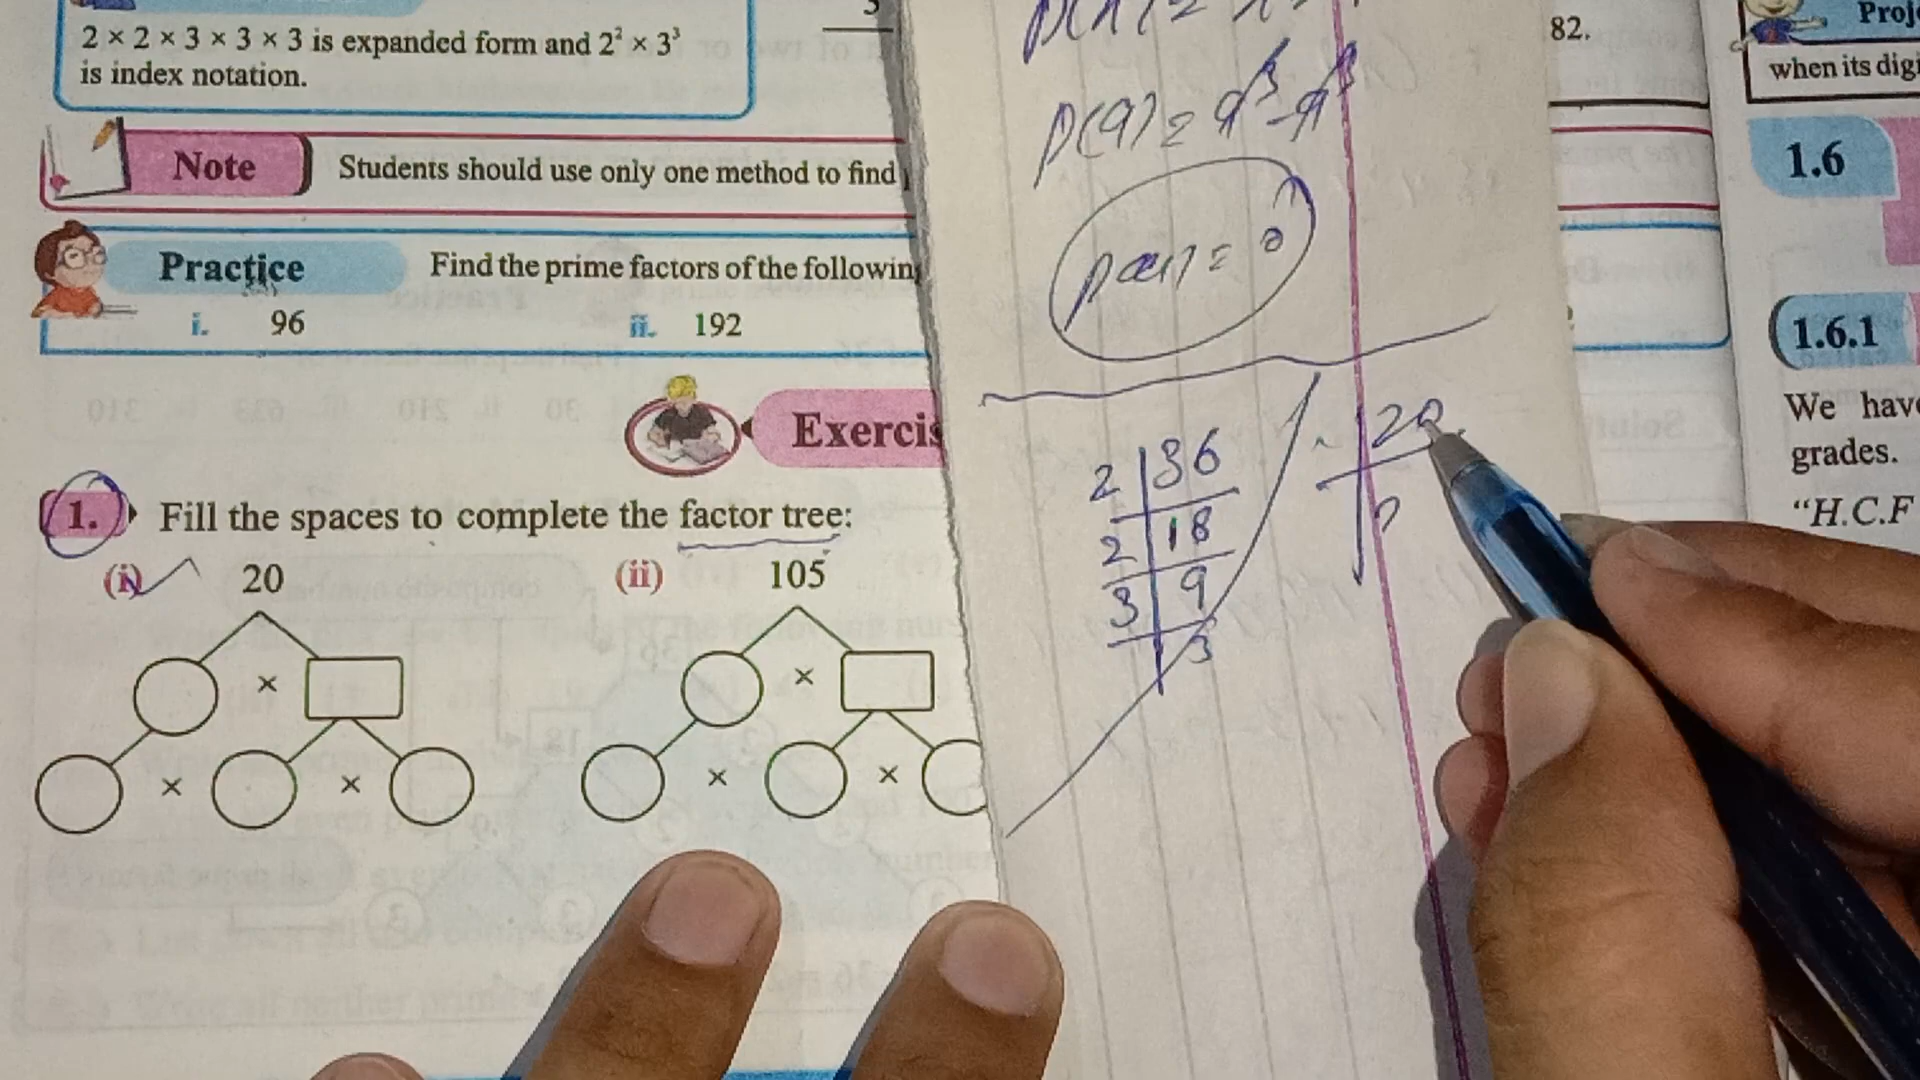 2 × 2 × 3 × 3 × 3 is expanded form and 2² × 3³
is index notation.
Note
Students should use only one method to find
Practice
Find the prime factors of the followin
i. 96
ii. 192
Exercis
1. Fill the spaces to complete the factor tree:
(i) 20
(ii) 105
×
×
× ×
× ×
2 36
2 18
3 9
3
20
82.
Proj
when its digi
1.6
1.6.1
We have
grades.
"H.C.F